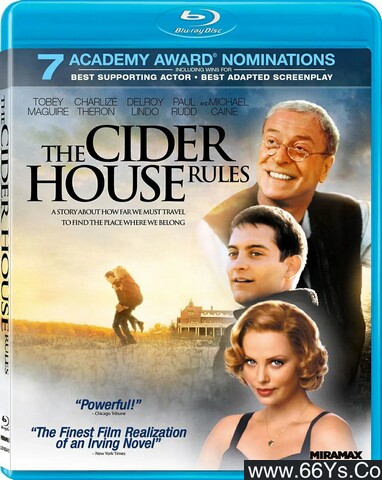 Blu-ray Disc
7 ACADEMY AWARD® NOMINATIONS
INCLUDING WINS FOR
BEST SUPPORTING ACTOR • BEST ADAPTED SCREENPLAY
TOBEY MAGUIRE CHARLIZE THERON DELROY LINDO PAUL RUDD AND MICHAEL CAINE
THE CIDER
HOUSE RULES
A STORY ABOUT HOW FAR WE MUST TRAVEL
TO FIND THE PLACE WHERE WE BELONG
"Powerful!"
- Chicago Tribune
"The Finest Film Realization
of an Irving Novel"
- New York Times
MIRAMAX
www.66Ys.Co
THE CIDER HOUSE RULES